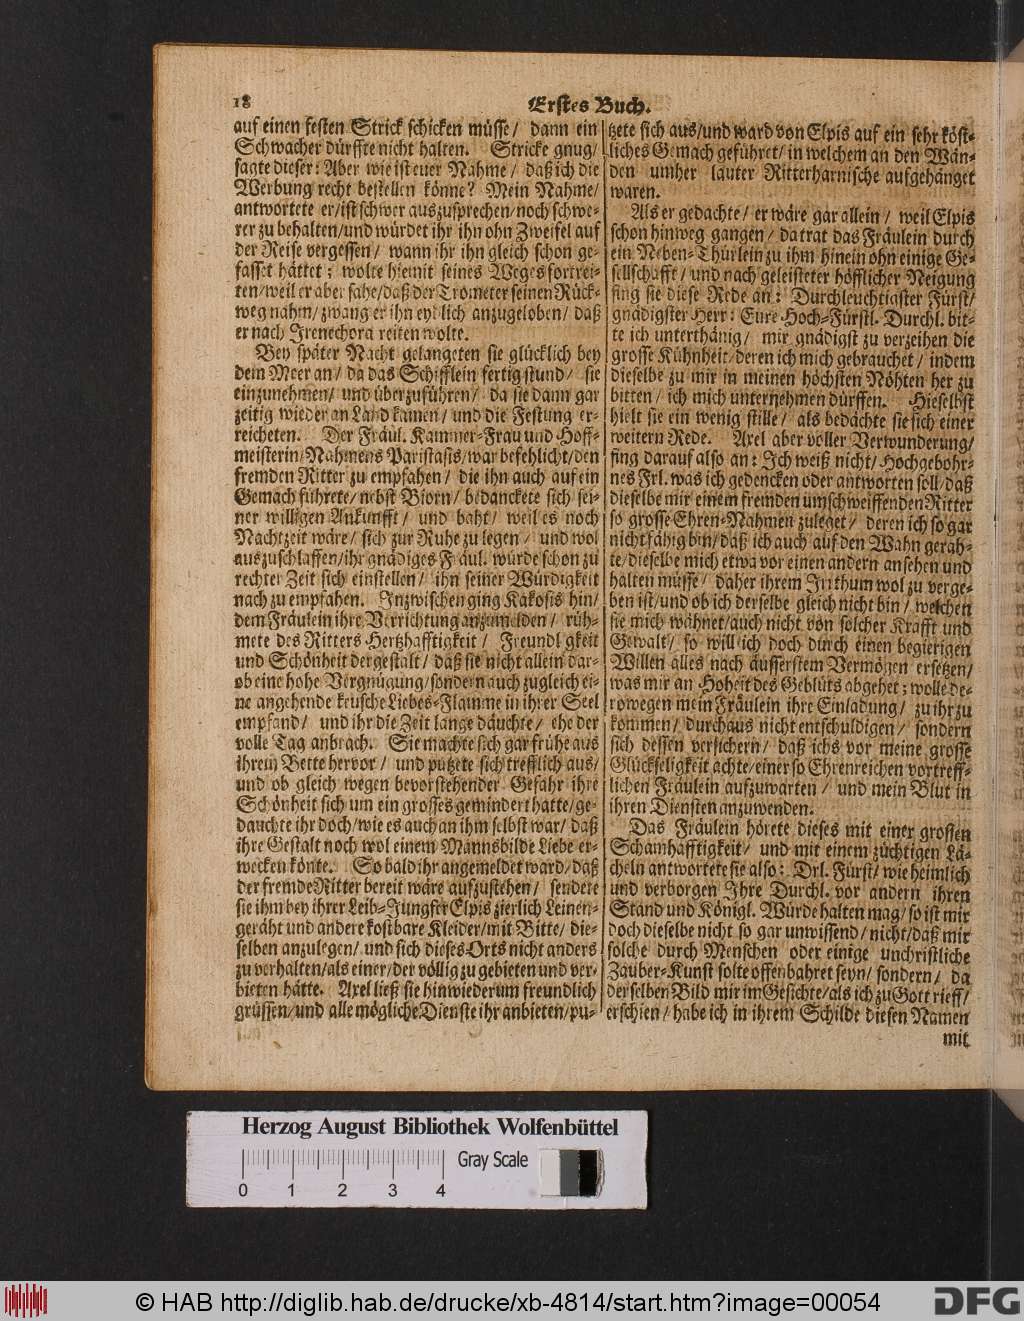 18
Erstes Buch.
auf einen festen Strick schicken müsse/ dann ein
Schwacher dürffte nicht halten. Stricke gnug/
sagte dieser: Aber wie ist euer Nahme/ daß ich die
Werbung recht bestellen könne? Mein Nahme/
antwortete er/ist schwer auszusprechen/noch schwe-
rer zu behalten/und würdet ihr ihn ohn Zweifel auf
der Reise vergessen/ wann ihr ihn gleich schon ge-
fasset hättet; wolte hiemit seines Weges fortrei-
ten/weil er aber sahe/daß der Trometer seinen Rück-
weg nahm/zwang er ihn eydlich anzugeloben/ daß
er nach Irenechora reiten wolte.
Bey später Nacht gelangeten sie glücklich bey
dem Meer an/ da das Schifflein fertig stund/ sie
einzunehmen/ und überzuführen/ da sie dann gar
zeitig wieder an Land kamen/ und die Festung er-
reicheten. Der Fräul. Kammer-Frau und Hoff-
meisterin/Nahmens Paristasis/war befehlicht/den
fremden Ritter zu empfahen/ die ihn auch auf ein
Gemach führete/ nebst Biorn/ bedanckete sich sei-
ner willigen Ankunfft/ und baht/ weil es noch
Nachtzeit wäre/ sich zur Ruhe zu legen/ und wol
auszuschlaffen/ihr gnädiges Fräul. würde schon zu
rechter Zeit sich einstellen/ ihn seiner Würdigkeit
nach zu empfahen. Inzwischen ging Kakosis hin/
dem Fräulein ihre Verrichtung anzumelden/ rüh-
mete des Ritters Hertzhafftigkeit/ Freundl gkeit
und Schönheit dergestalt/ daß sie nicht allein dar-
ob eine hohe Vergnügung/sondern auch zugleich ei-
ne angehende keusche Liebes-Flamme in ihrer Seel
empfand/ und ihr die Zeit lange däuchte/ ehe der
volle Tag anbrach. Sie machte sich gar frühe aus
ihrem Bette hervor/ und putzete sich trefflich aus/
und ob gleich wegen bevorstehender Gefahr ihre
Schönheit sich um ein grosses gemindert hatte/ge-
dauchte ihr doch/wie es auch an ihm selbst war/ daß
ihre Gestalt noch wol einem Mannsbilde Liebe er-
wecken könte. So bald ihr angemeldet ward/daß
der fremde Ritter bereit wäre aufzustehen/ sendete
sie ihm bey ihrer Leib-Jungfer Elpis zierlich Leinen-
geräht und andere kostbare Kleider/mit Bitte/ die-
selben anzulegen/ und sich dieses Orts nicht anders
zu verhalten/als einer/der völlig zu gebieten und ver-
bieten hätte. Axel ließ sie hinwiederum freundlich
grüssen/und alle mögliche Dienste ihr anbieten/pu-
tzete sich aus/und ward von Elpis auf ein sehr köst-
liches Gemach geführet/ in welchem an den Wän-
den umher lauter Ritterharnische aufgehänget
waren.
Als er gedachte/ er wäre gar allein/ weil Elpis
schon hinweg gangen/ da trat das Fräulein durch
ein Neben-Thürlein zu ihm hinein ohn einige Ge-
sellschafft/ und nach geleisteter höfflicher Neigung
fing sie diese Rede an: Durchleuchtigster Fürst/
gnädigster Herr: Eure Hoch-Fürstl. Durchl. bit-
te ich unterthänig/ mir gnädigst zu verzeihen die
grosse Kühnheit/deren ich mich gebrauchet/ indem
dieselbe zu mir in meinen höchsten Nöhten her zu
bitten/ ich mich unternehmen dürffen. Hieselbst
hielt sie ein wenig stille/ als bedächte sie sich einer
weitern Rede. Axel aber voller Verwunderung/
fing darauf also an: Ich weiß nicht/Hochgebohr-
nes Frl. was ich gedencken oder antworten soll/daß
dieselbe mir einem fremden umschweiffenden Ritter
so grosse Ehren-Nahmen zuleget/ deren ich so gar
nicht fähig bin/daß ich auch auf den Wahn gerah-
te/dieselbe mich etwa vor einen andern ansehen und
halten müsse/ daher ihrem Irrthum wol zu verge-
ben ist/und ob ich derselbe gleich nicht bin/ welchen
sie mich wähnet/auch nicht von solcher Krafft und
Gewalt/ so will ich doch durch einen begierigen
Willen alles nach äusserstem Vermögen ersetzen/
was mir an Hoheit des Geblüts abgehet; wolle de-
rowegen mein Fräulein ihre Einladung/ zu ihr zu
kommen/ durchaus nicht entschuldigen/ sondern
sich dessen versichern/ daß ichs vor meine grosse
Glückseligkeit achte/einer so Ehrenreichen vortreff-
lichen Fräulein aufzuwarten/ und mein Blut in
ihren Diensten anzuwenden.
Das Fräulein hörete dieses mit einer grossen
Schamhafftigkeit/ und mit einem züchtigen Lä-
cheln antwortete sie also: Drl. Fürst/ wie heimlich
und verborgen Ihre Durchl. vor andern ihren
Stand und Königl. Würde halten mag/ so ist mir
doch dieselbe nicht so gar unwissend/ nicht/daß mir
solche durch Menschen oder einige unchristliche
Zauber-Kunst solte offenbahret seyn/ sondern/ da
derselben Bild mir im Gesichte/als ich zu Gott rieff/
erschien/ habe ich in ihrem Schilde diesen Namen
mit
Herzog August Bibliothek Wolfenbüttel
Gray Scale
0 1 2 3 4
© HAB http://diglib.hab.de/drucke/xb-4814/start.htm?image=00054
DFG